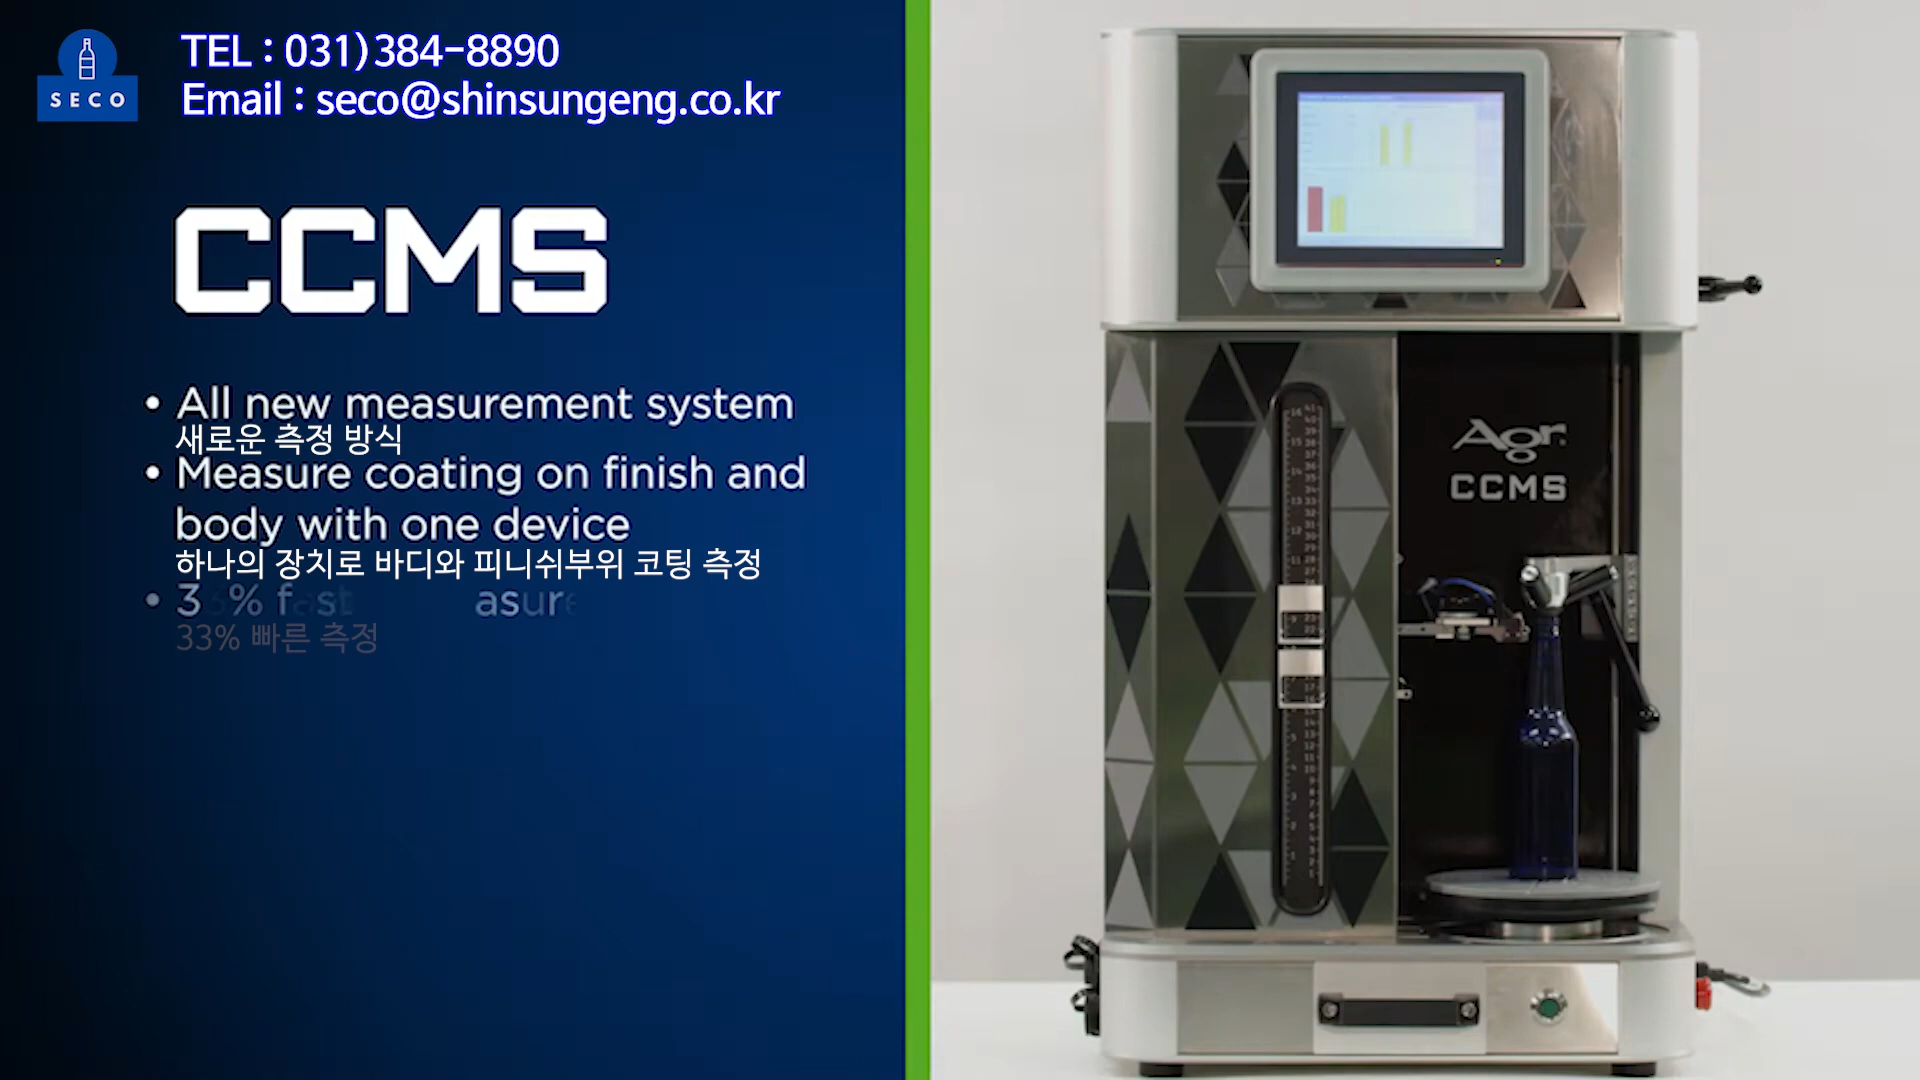 SECO
TEL : 031)384-8890
Email : seco@shinsungeng.co.kr
CCMS
• All new measurement system
새로운 측정 방식
• Measure coating on finish and
body with one device
하나의 장치로 바디와 피니쉬부위 코팅 측정
33% 빠른 측정
Agr
CCMS